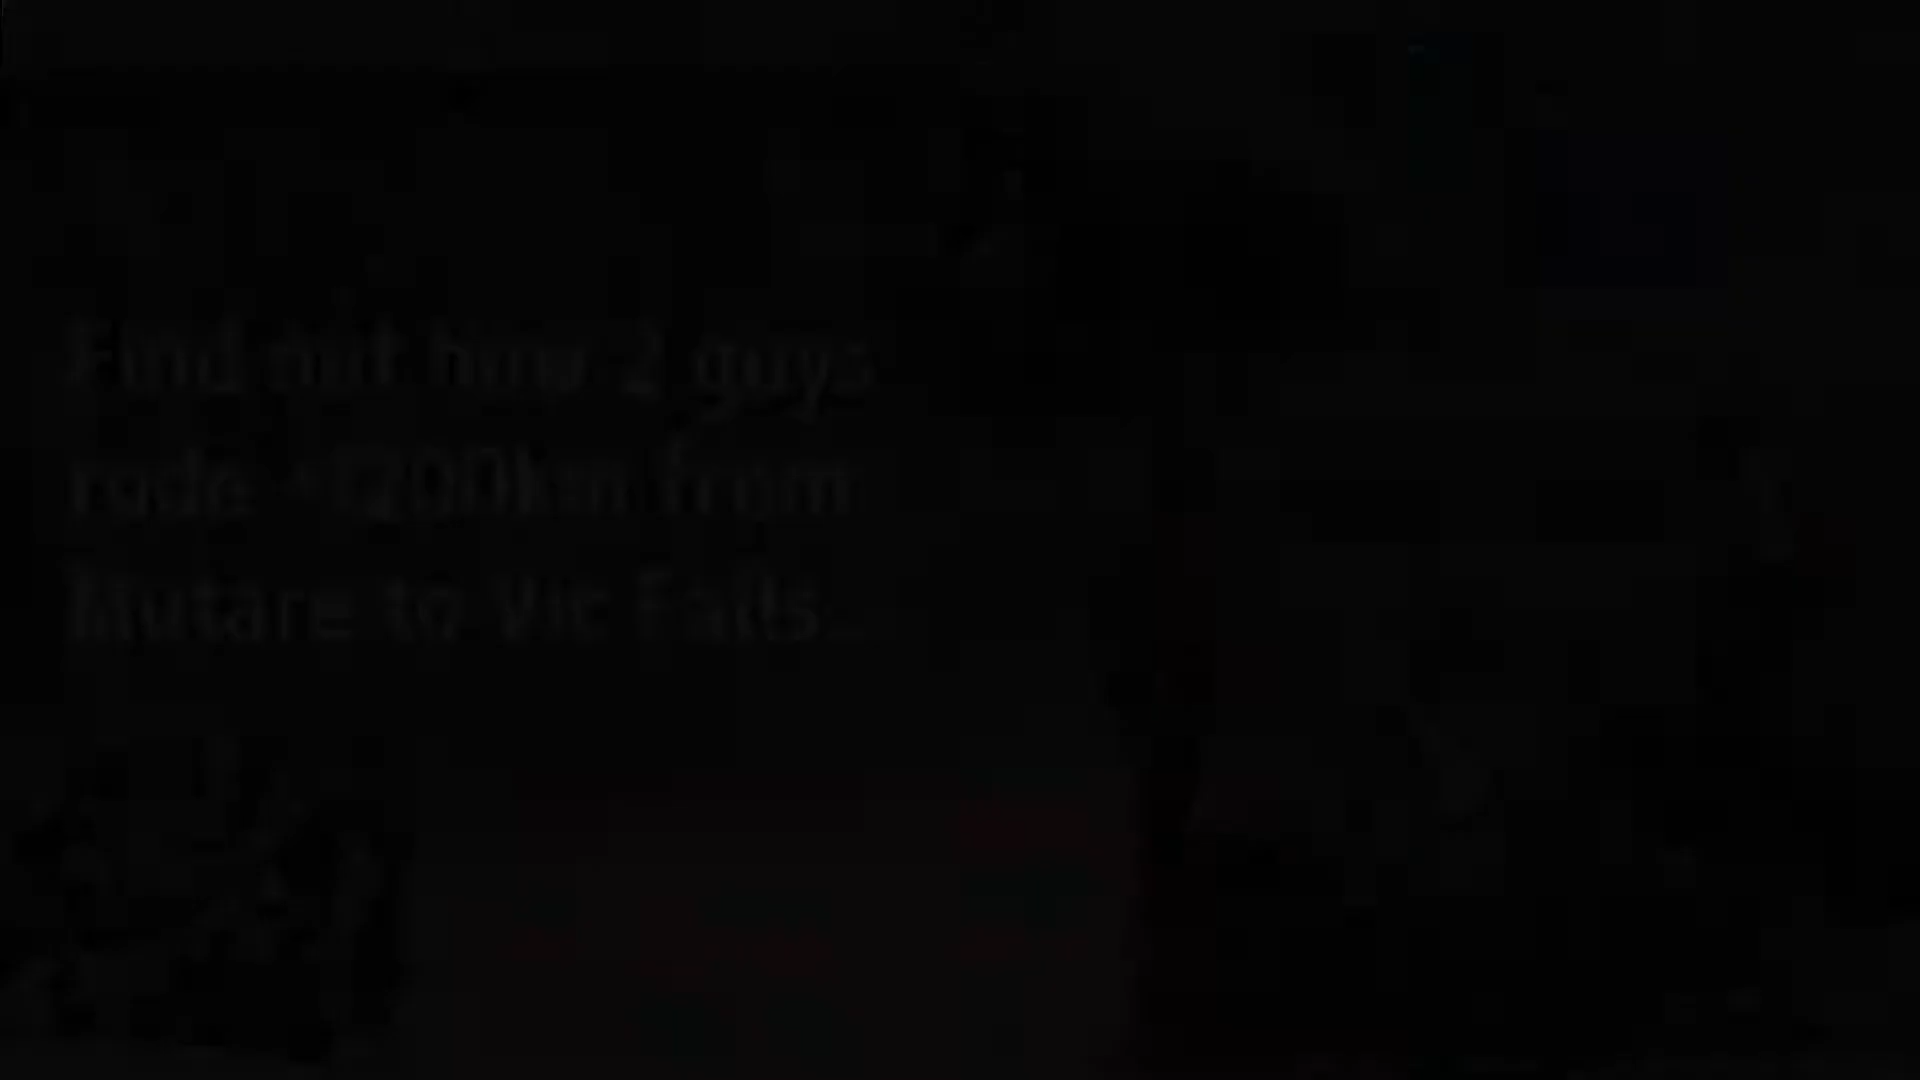 Find out how 2 guys
rode +1200km from
Mutare to Vic Falls...